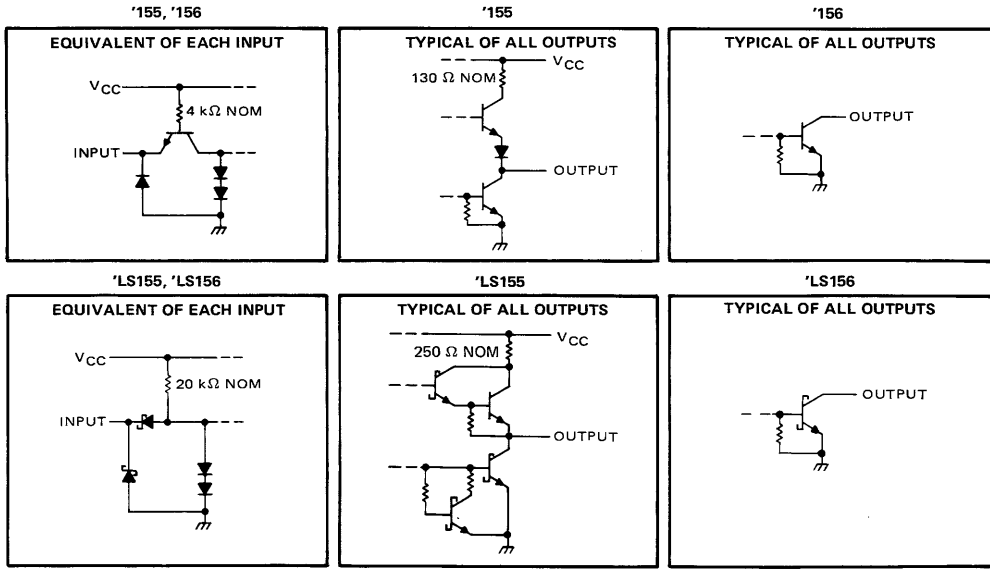 '155, '156
EQUIVALENT OF EACH INPUT
VCC
4 kΩ NOM
INPUT
'155
TYPICAL OF ALL OUTPUTS
VCC
130 Ω NOM
OUTPUT
'156
TYPICAL OF ALL OUTPUTS
OUTPUT
'LS155, 'LS156
EQUIVALENT OF EACH INPUT
VCC
20 kΩ NOM
INPUT
'LS155
TYPICAL OF ALL OUTPUTS
VCC
250 Ω NOM
OUTPUT
'LS156
TYPICAL OF ALL OUTPUTS
OUTPUT